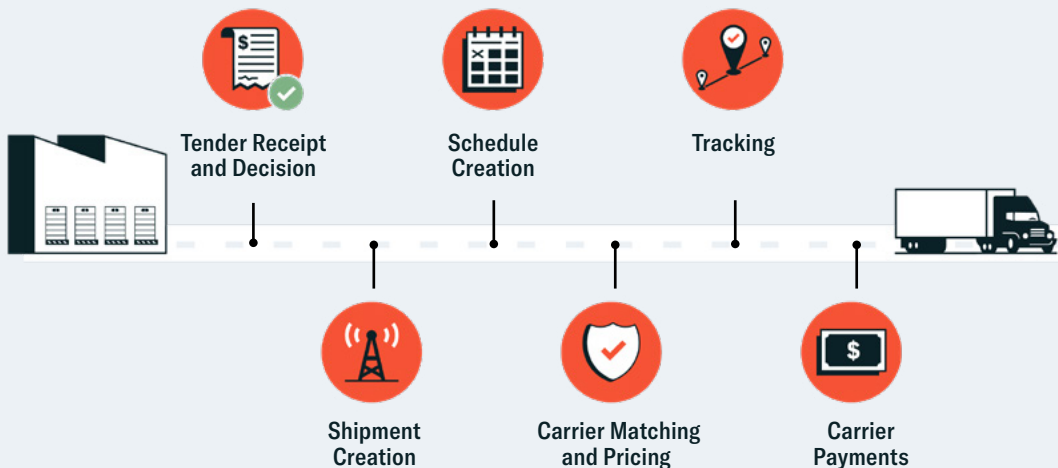 $
Tender Receipt
and Decision
Schedule
Creation
Tracking
Shipment
Creation
Carrier Matching
and Pricing
$
Carrier
Payments